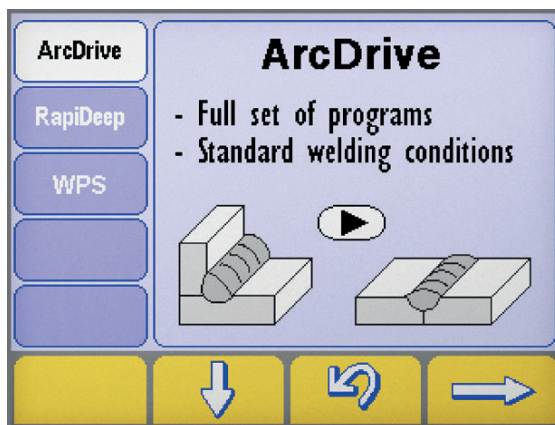 ArcDrive
RapiDeep
WPS
ArcDrive
- Full set of programs
- Standard welding conditions